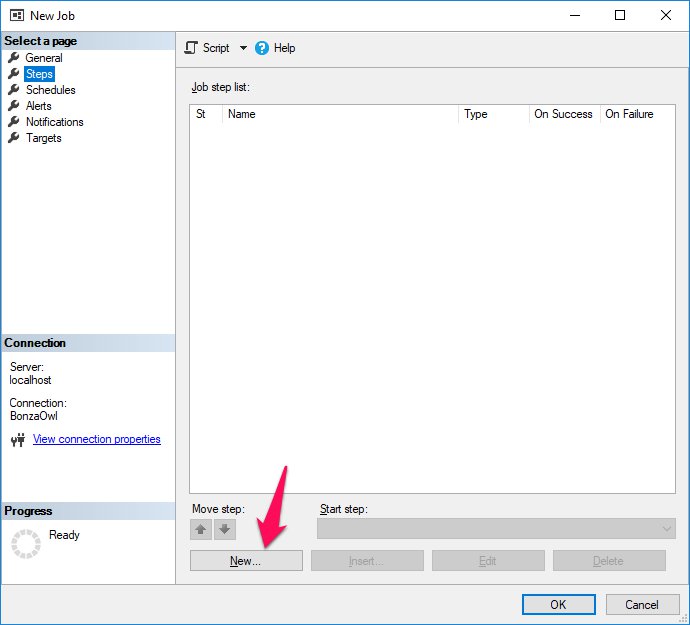 New Job
Select a page
General
Steps
Schedules
Alerts
Notifications
Targets
Script
Help
Job step list:
St Name Type On Success On Failure
Connection
Server:
localhost
Connection:
BonzaOwl
View connection properties
Progress
Ready
Move step: Start step:
New... Insert... Edit Delete
OK Cancel